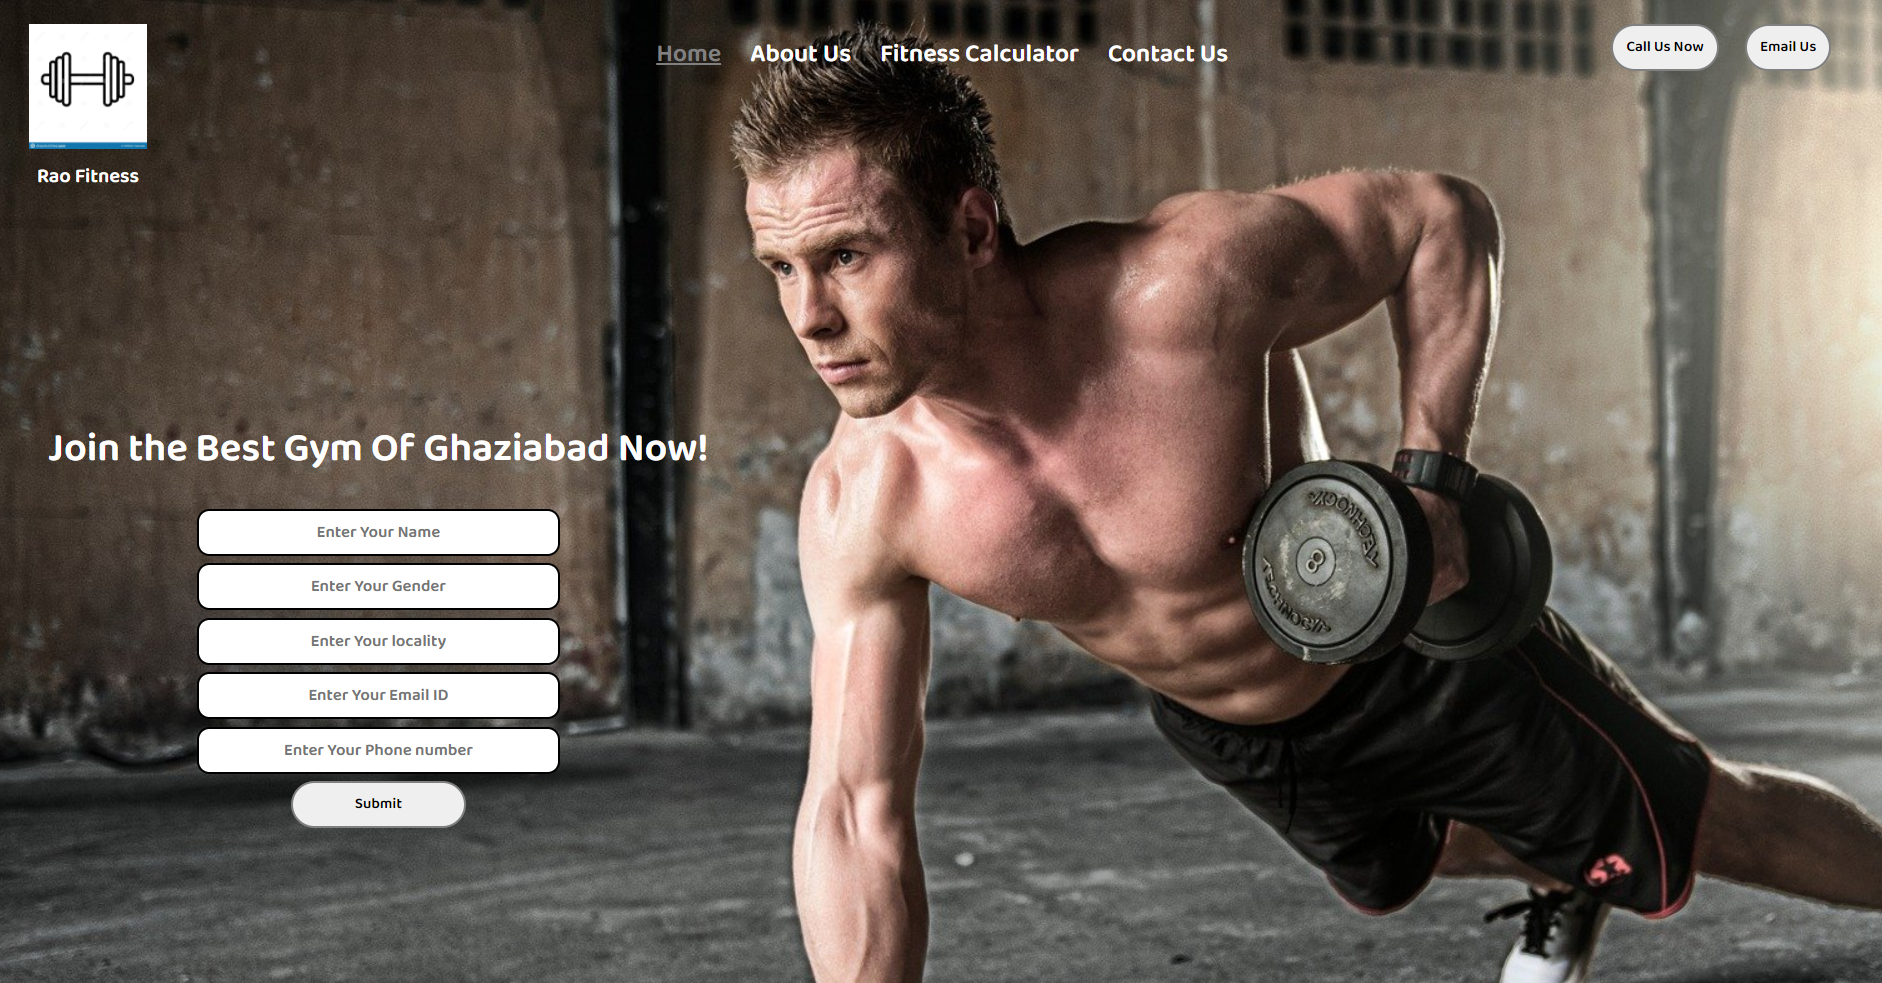 Home About Us Fitness Calculator Contact Us
Call Us Now Email Us
Rao Fitness
Join the Best Gym Of Ghaziabad Now!
Enter Your Name
Enter Your Gender
Enter Your locality
Enter Your Email ID
Enter Your Phone number
Submit
8